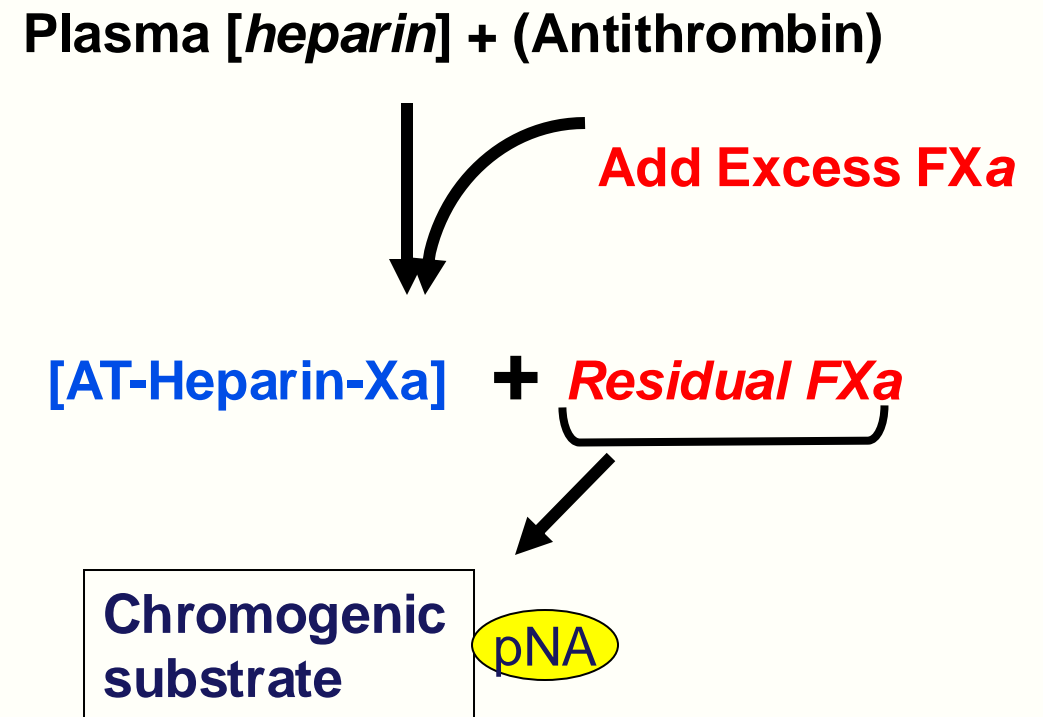 Plasma [heparin] + (Antithrombin)
Add Excess FXa
[AT-Heparin-Xa] + Residual FXa
Chromogenic
substrate
pNA